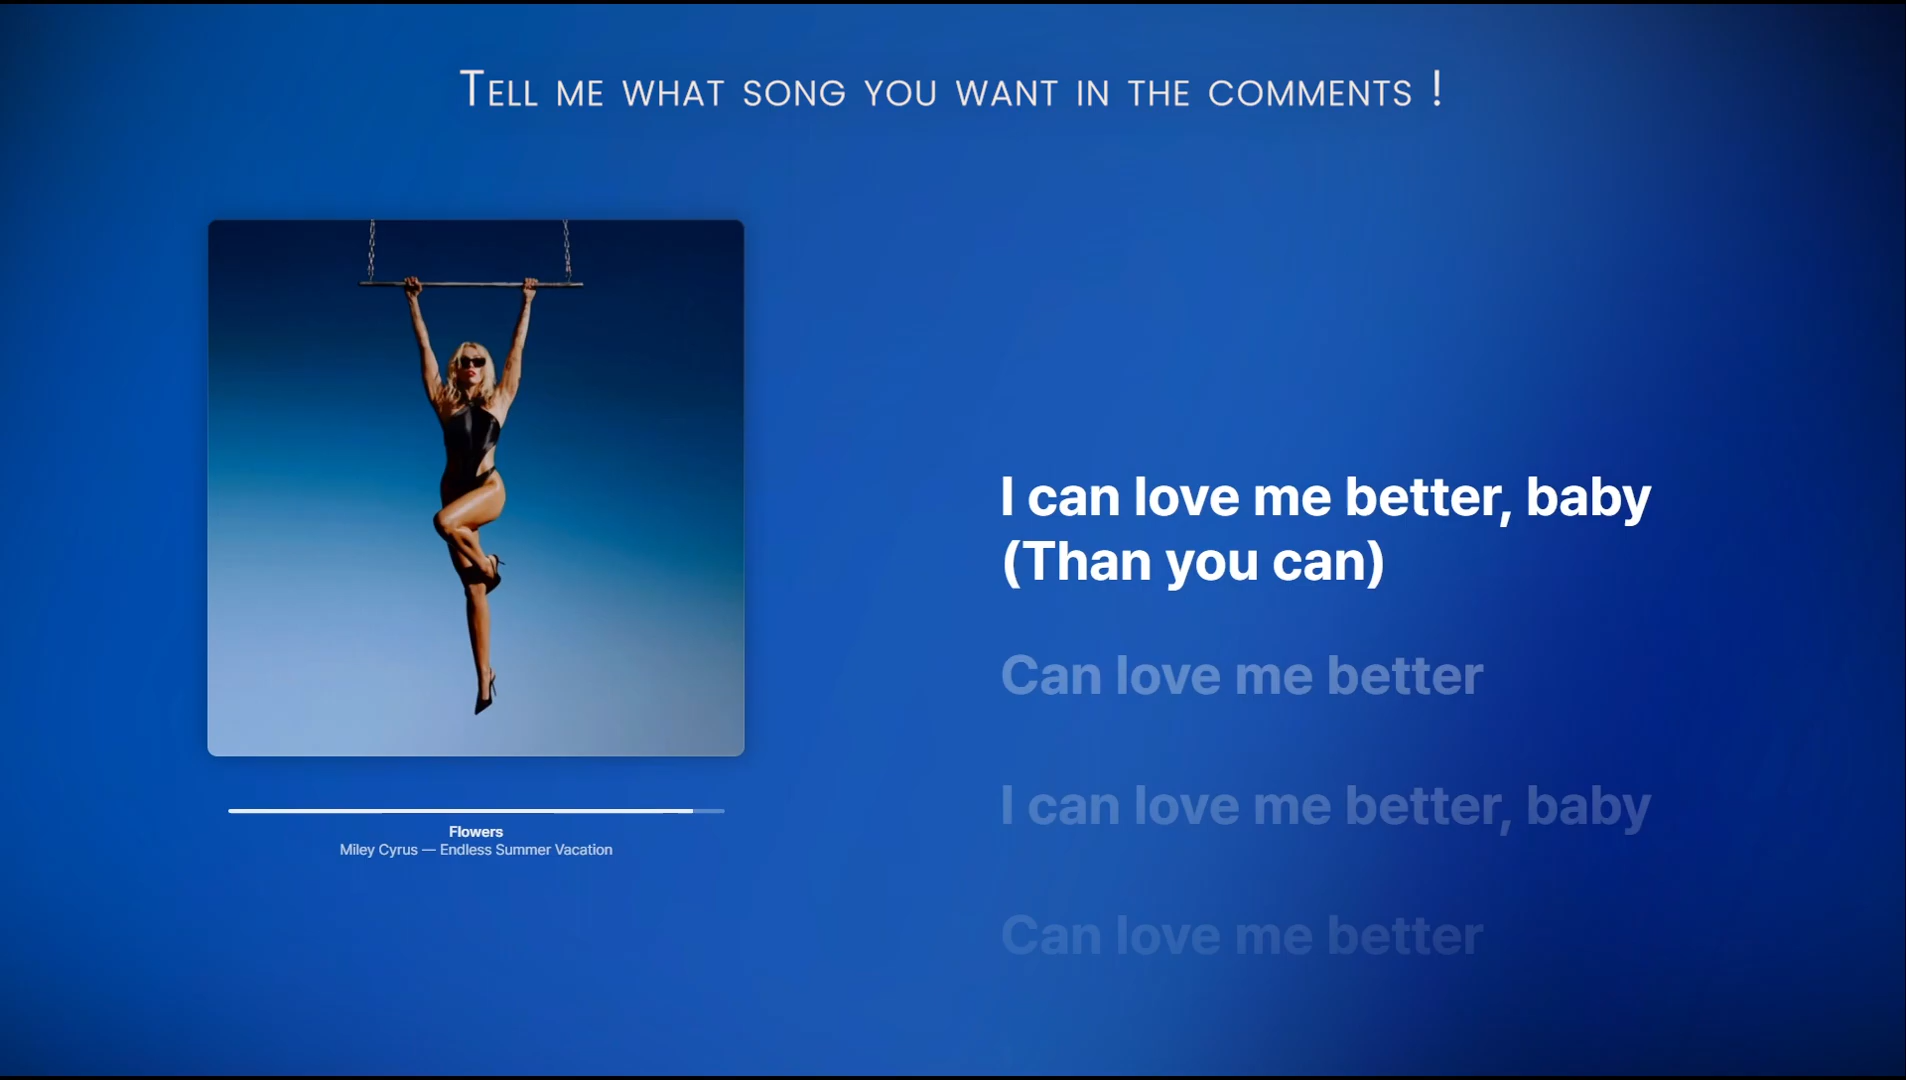 Tell me what song you want in the comments !
I can love me better, baby
(Than you can)
Can love me better
I can love me better, baby
Can love me better
Flowers
Miley Cyrus — Endless Summer Vacation